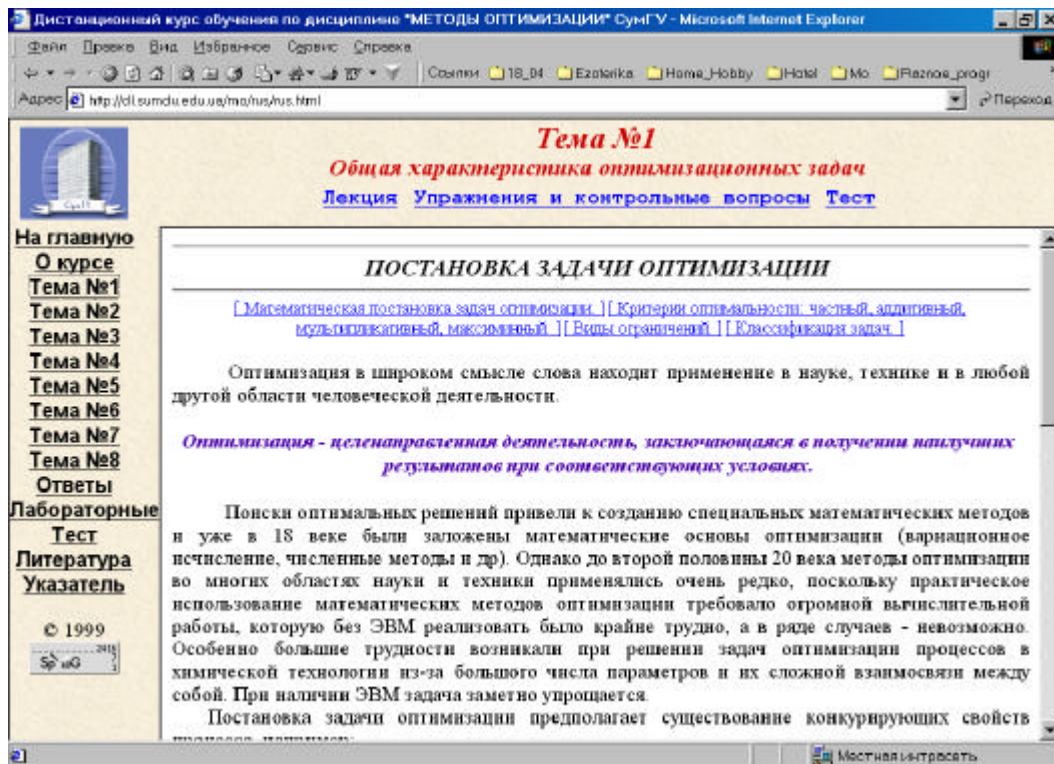 Дистанционный курс обучения по дисциплине "МЕТОДЫ ОПТИМИЗАЦИИ" СумГУ - Microsoft Internet Explorer
Файл Правка Вид Избранное Сервис Справка
Ссылки 18_04 Ezoterika Home_Hobby Hotel Mo Raznoe_progr
Адрес http://dl.sumdu.edu.ua/mo/rus/rus.html Переход
Тема №1
Общая характеристика оптимизационных задач
Лекция Упражнения и контрольные вопросы Тест
На главную
О курсе
Тема №1
Тема №2
Тема №3
Тема №4
Тема №5
Тема №6
Тема №7
Тема №8
Ответы
Лабораторные
Тест
Литература
Указатель
© 1999
ПОСТАНОВКА ЗАДАЧИ ОПТИМИЗАЦИИ
[ Математическая постановка задач оптимизации. ] [ Критерии оптимальности: частный, аддитивный,
мультипликативный, максиминный. ] [ Виды ограничений. ] [ Классификация задач. ]
Оптимизация в широком смысле слова находит применение в науке, технике и в любой
другой области человеческой деятельности.
Оптимизация - целенаправленная деятельность, заключающаяся в получении наилучших
результатов при соответствующих условиях.
Поиски оптимальных решений привели к созданию специальных математических методов
и уже в 18 веке были заложены математические основы оптимизации (вариационное
исчисление, численные методы и др). Однако до второй половины 20 века методы оптимизации
во многих областях науки и техники применялись очень редко, поскольку практическое
использование математических методов оптимизации требовало огромной вычислительной
работы, которую без ЭВМ реализовать было крайне трудно, а в ряде случаев - невозможно.
Особенно большие трудности возникали при решении задач оптимизации процессов в
химической технологии из-за большого числа параметров и их сложной взаимосвязи между
собой. При наличии ЭВМ задача заметно упрощается.
Постановка задачи оптимизации предполагает существование конкурирующих свойств
Местная интрасеть